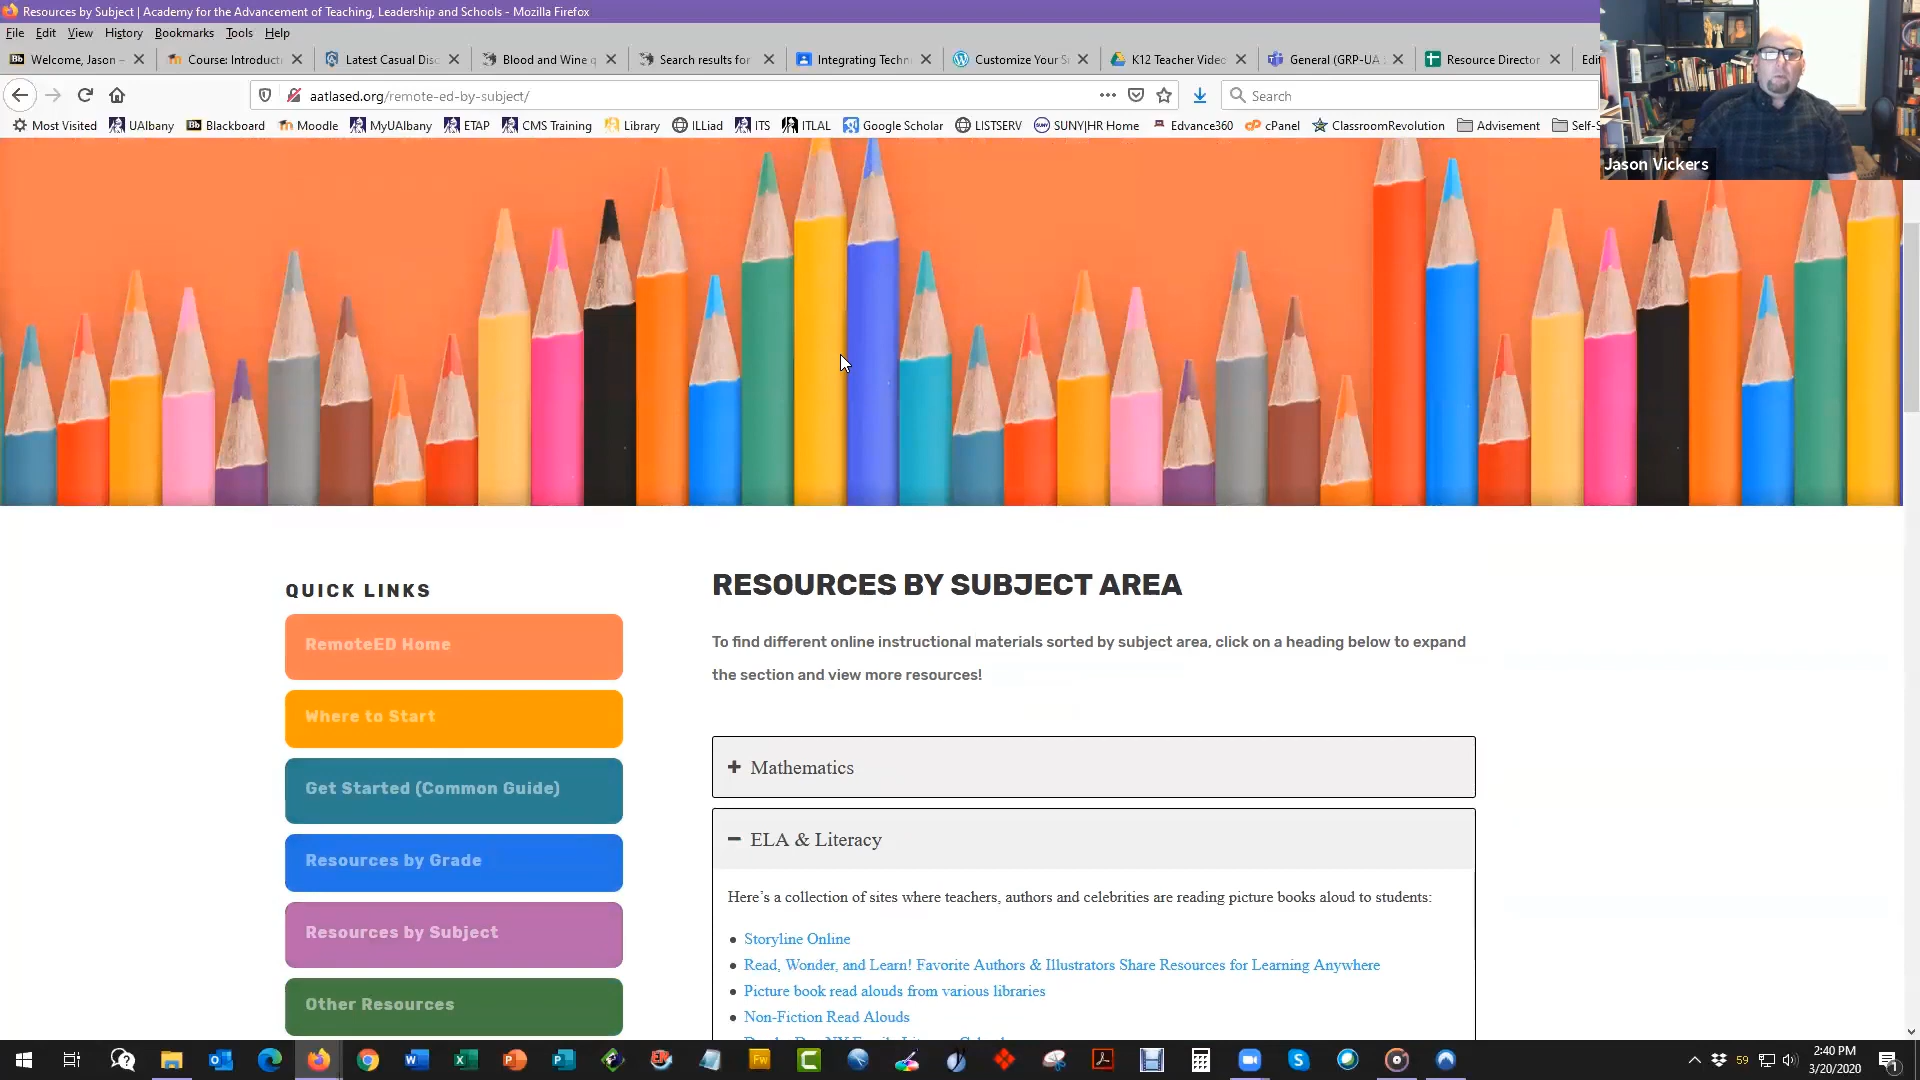 Resources by Subject | Academy for the Advancement of Teaching, Leadership and Schools - Mozilla Firefox
File Edit View History Bookmarks Tools Help
Welcome, Jason – Course: Introducti Latest Casual Disc Blood and Wine q Search results for Integrating Techn Customize Your S K12 Teacher Video General (GRP-UA Resource Director Edit
aatlased.org/remote-ed-by-subject/ Search
Most Visited UAlbany Blackboard Moodle MyUAlbany ETAP CMS Training Library ILLiad ITS ITLAL Google Scholar LISTSERV SUNY|HR Home Edvance360 cPanel ClassroomRevolution Advisement Self-S
Jason Vickers
QUICK LINKS
RemoteED Home
Where to Start
Get Started (Common Guide)
Resources by Grade
Resources by Subject
Other Resources
RESOURCES BY SUBJECT AREA
To find different online instructional materials sorted by subject area, click on a heading below to expand
the section and view more resources!
+ Mathematics
– ELA & Literacy
Here’s a collection of sites where teachers, authors and celebrities are reading picture books aloud to students:
• Storyline Online
• Read, Wonder, and Learn! Favorite Authors & Illustrators Share Resources for Learning Anywhere
• Picture book read alouds from various libraries
• Non-Fiction Read Alouds
59
2:40 PM
3/20/2020